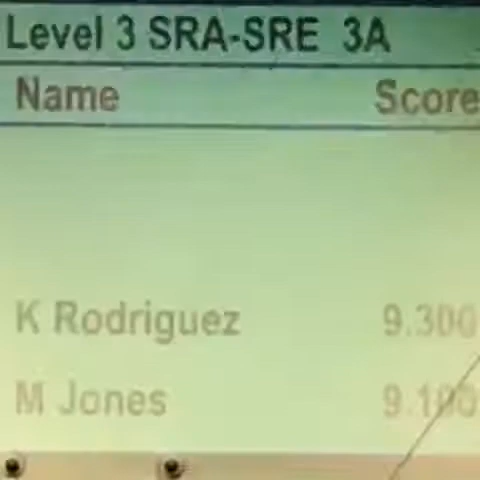 Level 3 SRA-SRE 3A
Name Score
K Rodriguez 9.300
M Jones 9.100